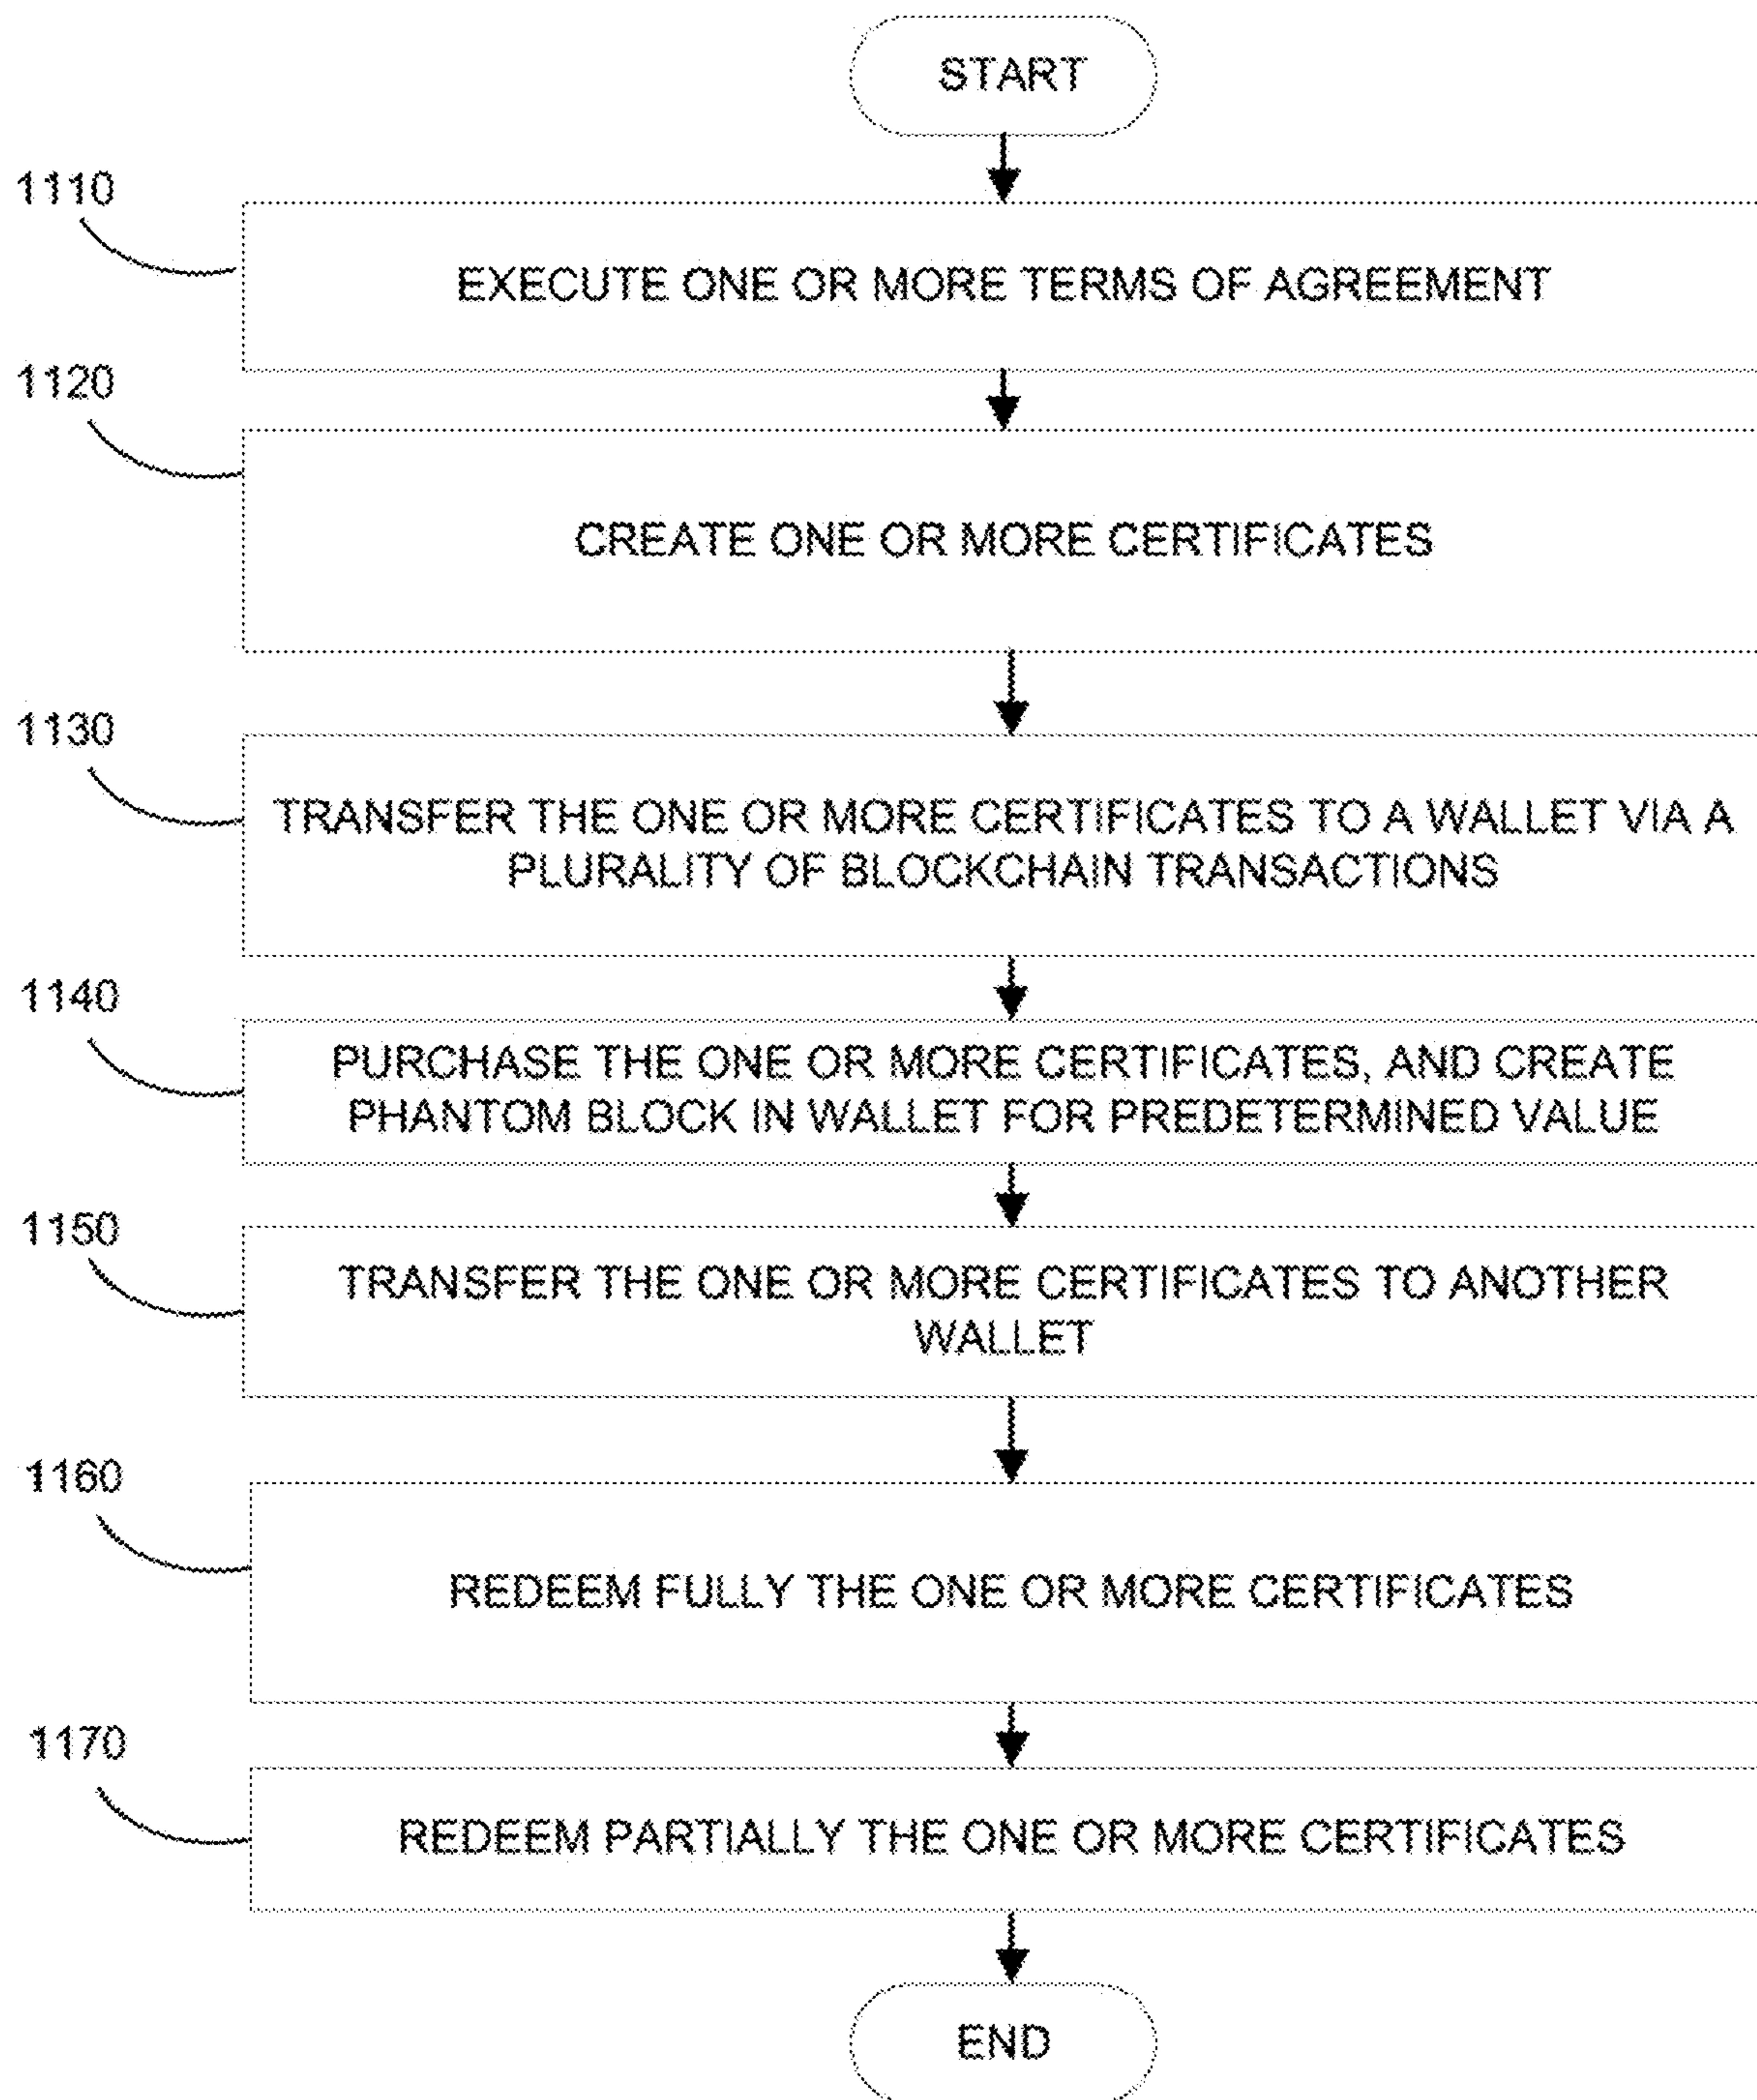 START
1110
EXECUTE ONE OR MORE TERMS OF AGREEMENT
1120
CREATE ONE OR MORE CERTIFICATES
1130
TRANSFER THE ONE OR MORE CERTIFICATES TO A WALLET VIA A
PLURALITY OF BLOCKCHAIN TRANSACTIONS
1140
PURCHASE THE ONE OR MORE CERTIFICATES, AND CREATE
PHANTOM BLOCK IN WALLET FOR PREDETERMINED VALUE
1150
TRANSFER THE ONE OR MORE CERTIFICATES TO ANOTHER
WALLET
1160
REDEEM FULLY THE ONE OR MORE CERTIFICATES
1170
REDEEM PARTIALLY THE ONE OR MORE CERTIFICATES
END